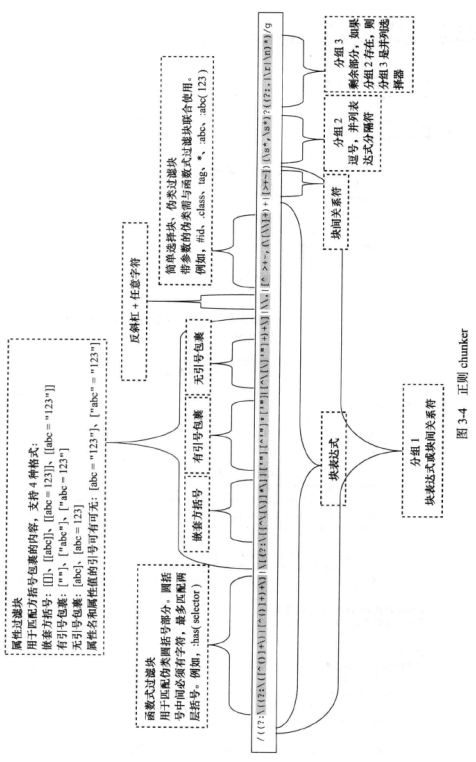 属性过滤块
用于匹配方括号包裹的内容，支持 4 种格式：
嵌套方括号：[[]]、[[abc]]、[[abc = 123]]、[[abc = "123"]]
有引号包裹：[""]、["abc"]、["abc = 123"]
无引号包裹：[abc]、[abc = 123]
属性名和属性值的引号可有可无：[abc = "123"]、["abc" = "123"]
函数式过滤块
用于匹配伪类圆括号部分。圆括
号中间必须有字符，最多匹配两
层括号。例如，:has(selector)
嵌套方括号
有引号包裹
无引号包裹
反斜杠 + 任意字符
简单选择块、伪类过滤块
带参数的伪类需与函数式过滤块联合使用。
例如，#id、.class、tag、*、:abc、:abc(123)
/((?:\((?:\([^()]+\)|[^()]+)+\)|\[(?:\[[^\[\]]*\]|['"][^'"]*['"]|[^\[\]'"]+)+\]|\\.|[^ >+~,(\[\\]+)+|[>+~])(\s*,\s*)?((?:.|\r|\n)*)/g
块表达式
块间关系符
分组 2
逗号，并列表
达式分隔符
分组 3
剩余部分，如果
分组 2 存在，则
分组 3 是并列选
择器
分组 1
块表达式或块间关系符
图 3-4 正则 chunker